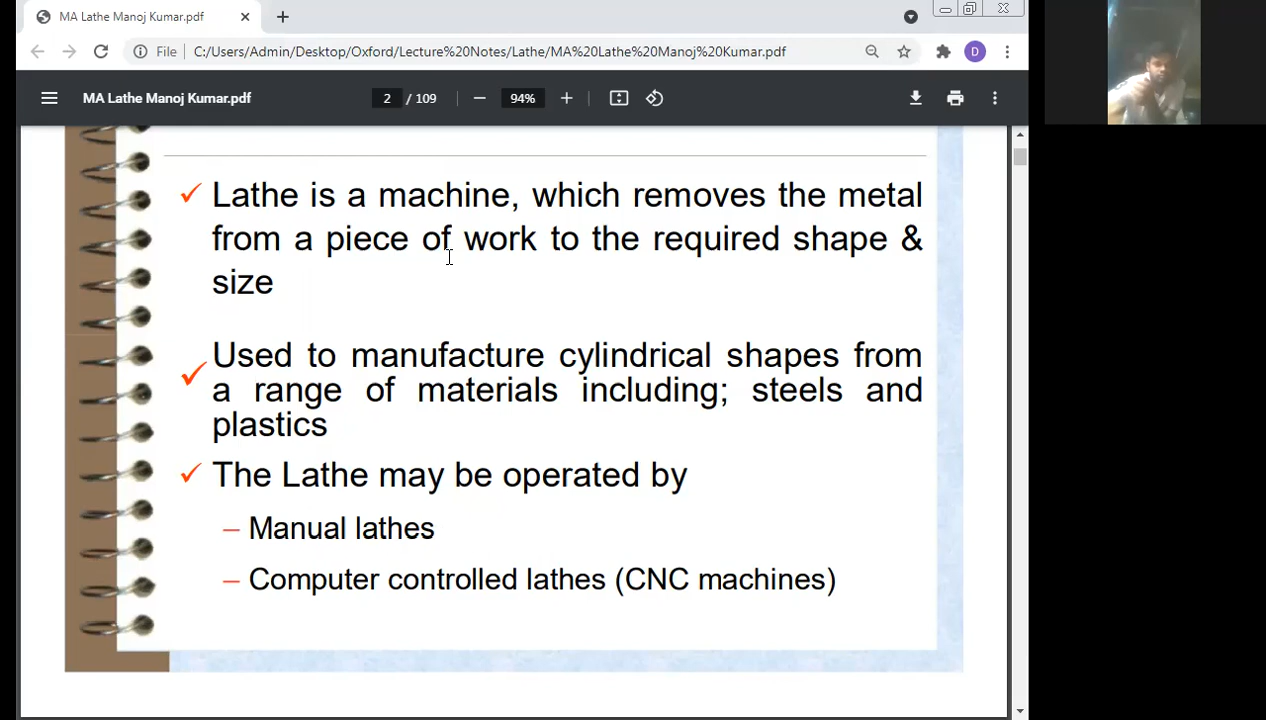 MA Lathe Manoj Kumar.pdf
File
C:/Users/Admin/Desktop/Oxford/Lecture%20Notes/Lathe/MA%20Lathe%20Manoj%20Kumar.pdf
D
MA Lathe Manoj Kumar.pdf
2 / 109
94%
Lathe is a machine, which removes the metal
from a piece of work to the required shape &
size
Used to manufacture cylindrical shapes from
a range of materials including; steels and
plastics
The Lathe may be operated by
– Manual lathes
– Computer controlled lathes (CNC machines)